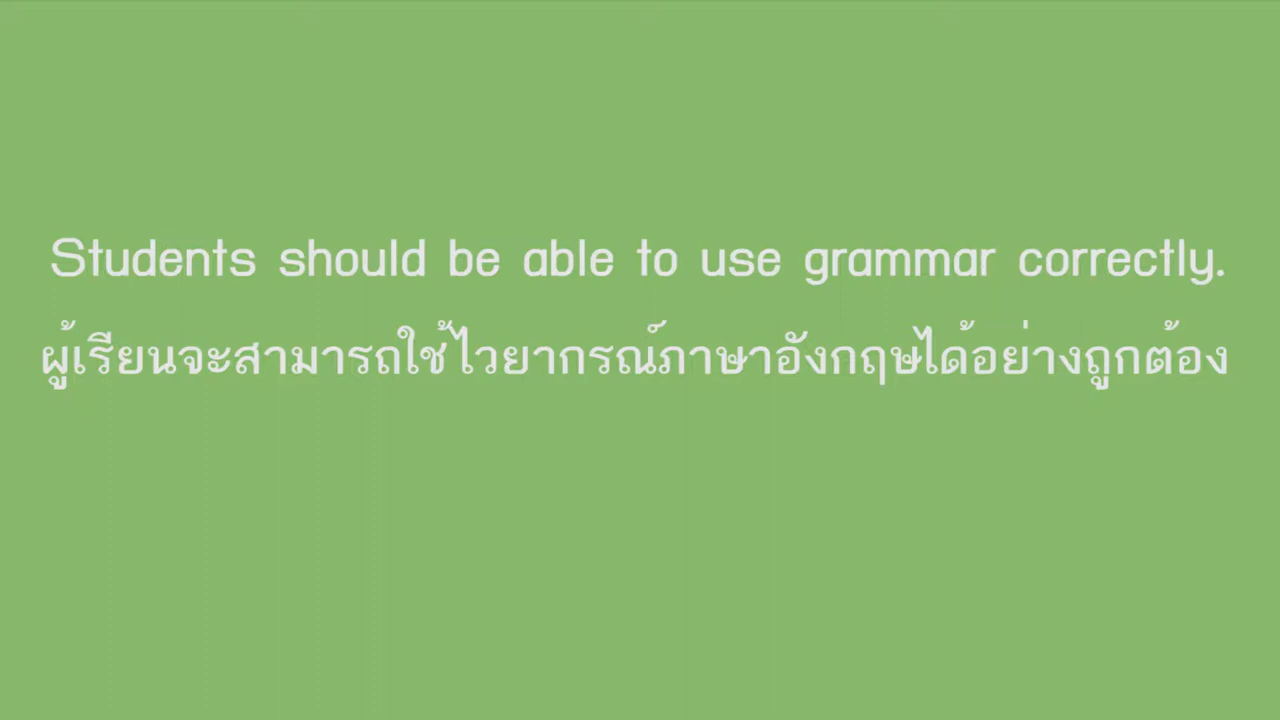 Students should be able to use grammar correctly.
ผู้เรียนจะสามารถใช้ไวยากรณ์ภาษาอังกฤษได้อย่างถูกต้อง